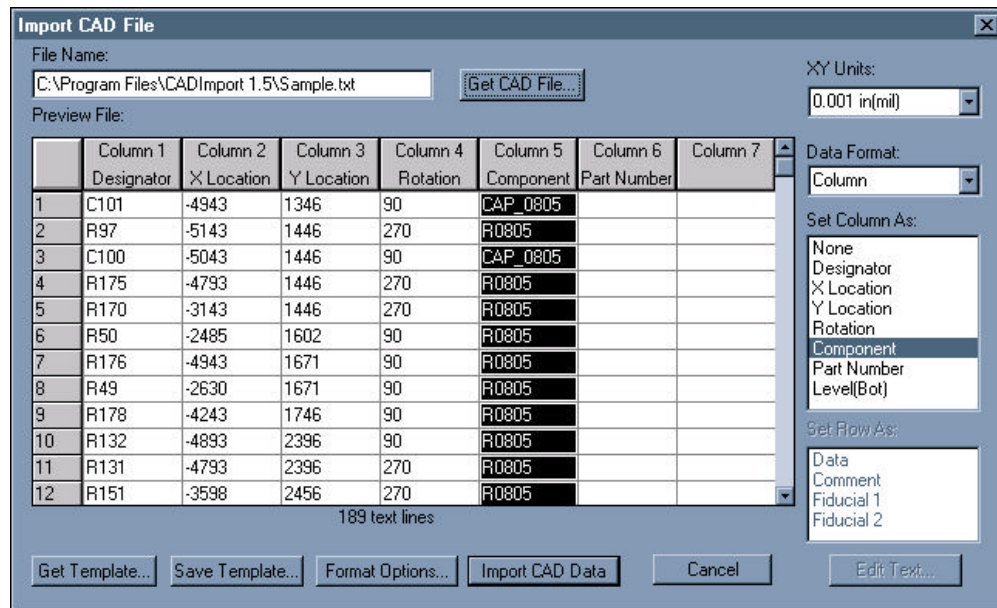 Import CAD File
File Name:
C:\Program Files\CADImport 1.5\Sample.txt
Get CAD File...
XY Units:
0.001 in(mil)
Preview File:
Column 1 Column 2 Column 3 Column 4 Column 5 Column 6 Column 7
Designator X Location Y Location Rotation Component Part Number
1 C101 -4943 1346 90 CAP_0805
2 R97 -5143 1446 270 R0805
3 C100 -5043 1446 90 CAP_0805
4 R175 -4793 1446 270 R0805
5 R170 -3143 1446 270 R0805
6 R50 -2485 1602 90 R0805
7 R176 -4943 1671 90 R0805
8 R49 -2630 1671 90 R0805
9 R178 -4243 1746 90 R0805
10 R132 -4893 2396 90 R0805
11 R131 -4793 2396 270 R0805
12 R151 -3598 2456 270 R0805
189 text lines
Data Format:
Column
Set Column As:
None
Designator
X Location
Y Location
Rotation
Component
Part Number
Level(Bot)
Set Row As:
Data
Comment
Fiducial 1
Fiducial 2
Get Template... Save Template... Format Options... Import CAD Data Cancel Edit Text...